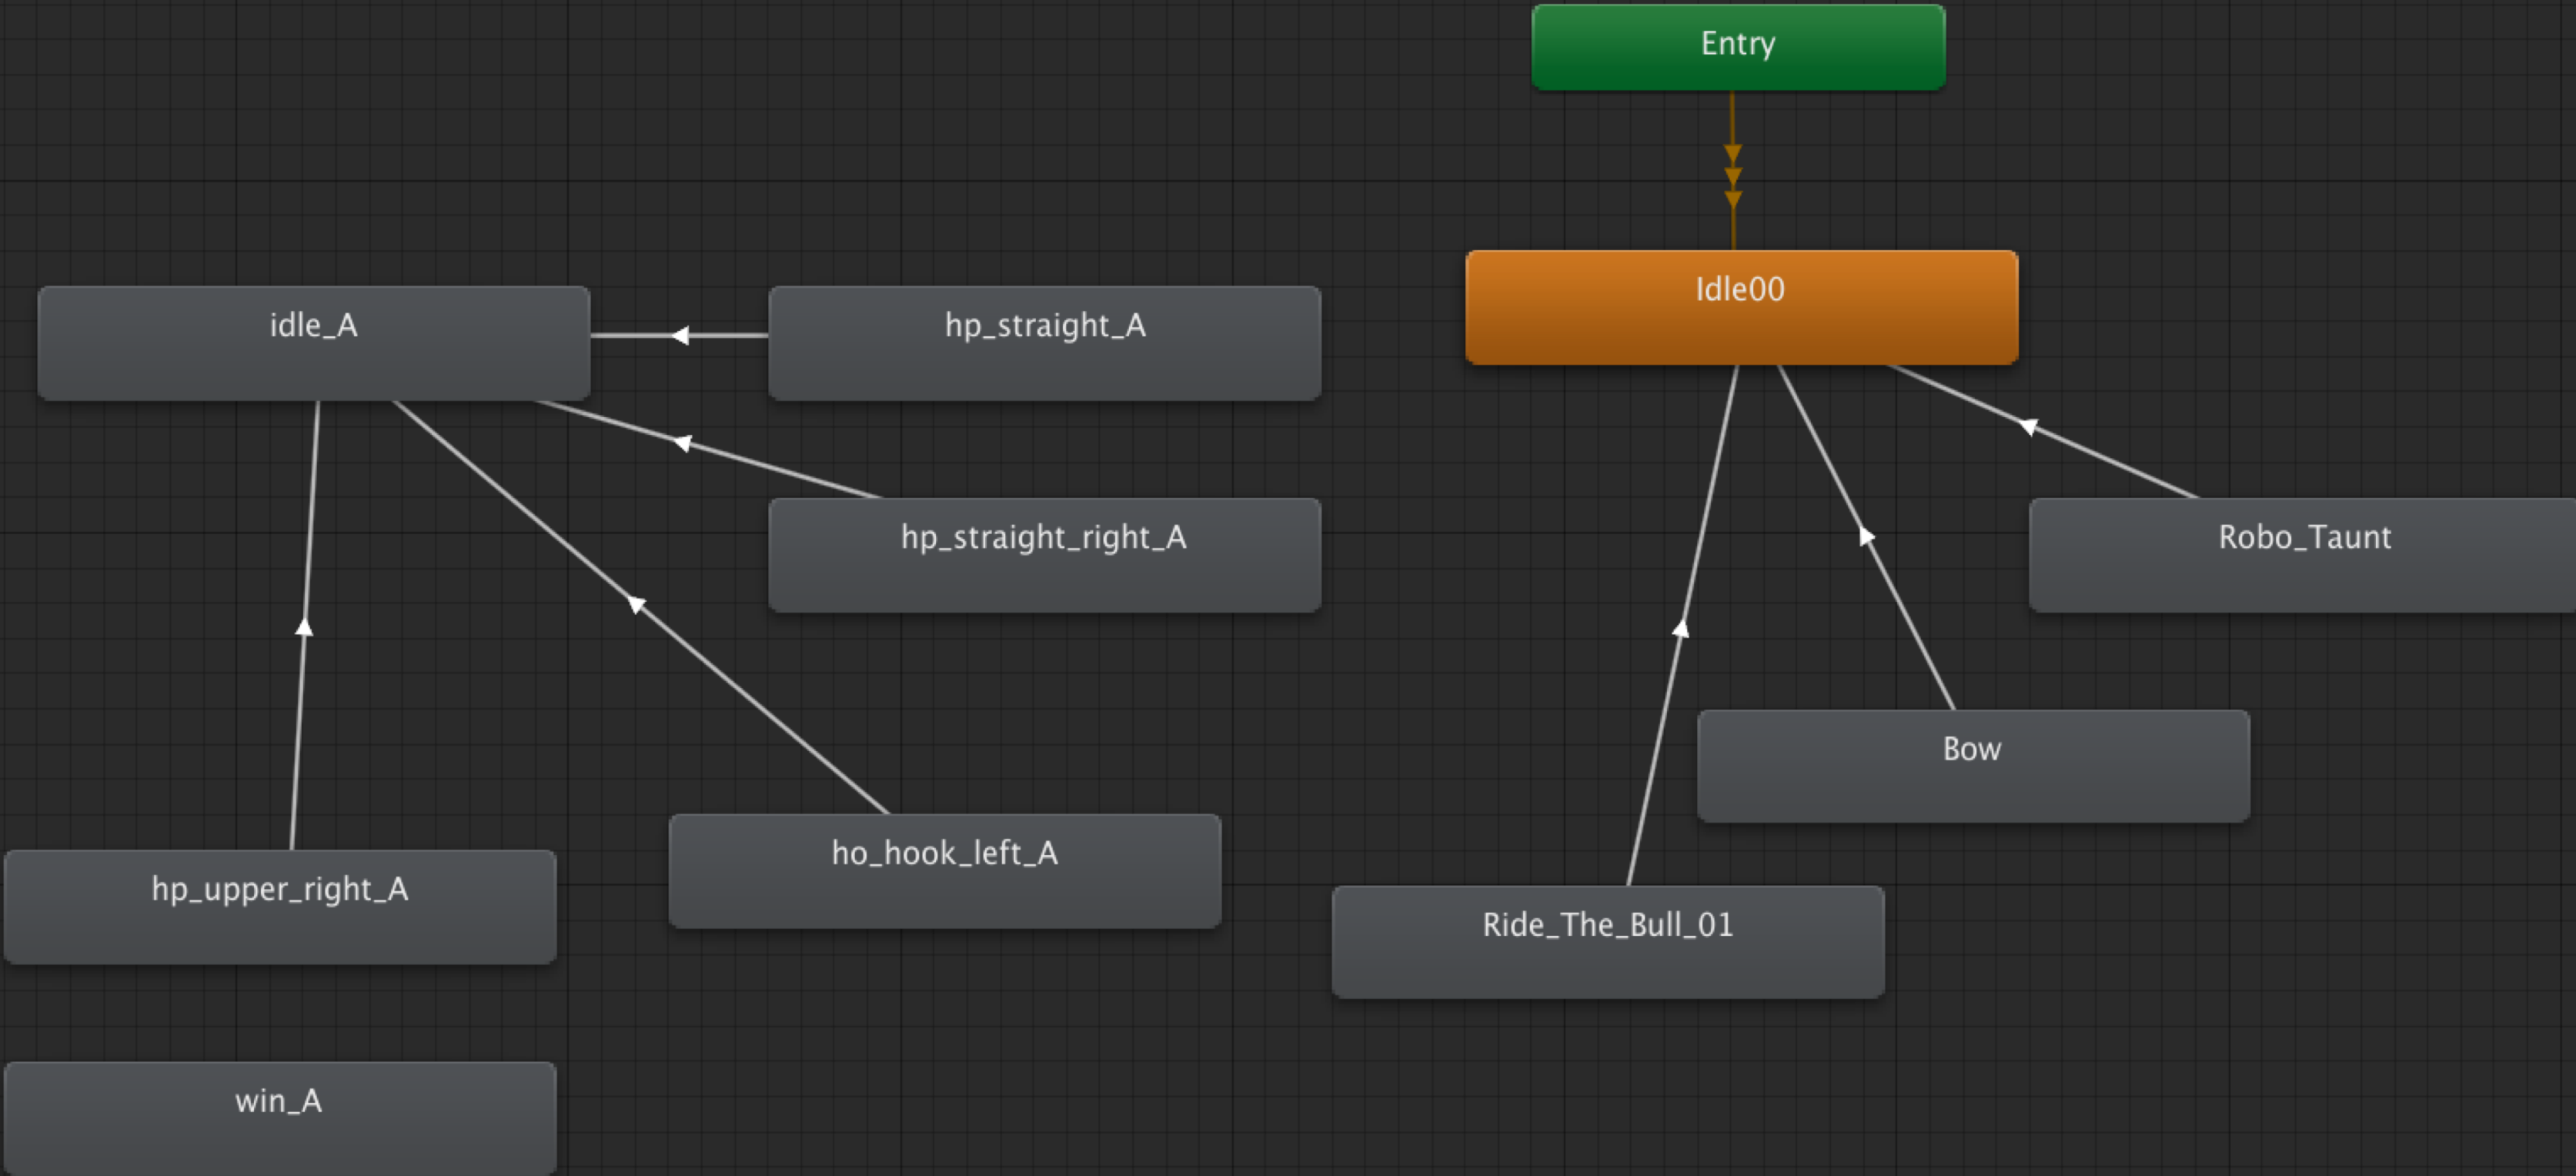 Entry
Idle00
idle_A
hp_straight_A
hp_straight_right_A
Robo_Taunt
Bow
ho_hook_left_A
hp_upper_right_A
Ride_The_Bull_01
win_A